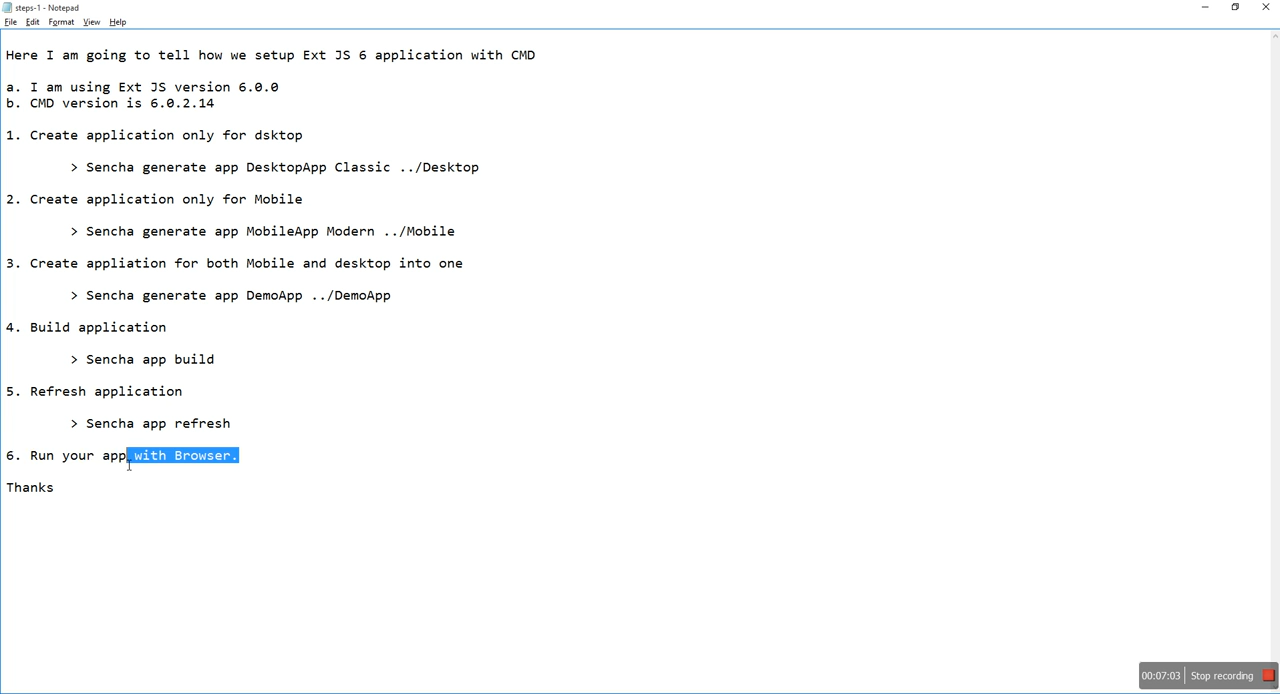 steps-1 - Notepad
File Edit Format View Help
Here I am going to tell how we setup Ext JS 6 application with CMD
a. I am using Ext JS version 6.0.0
b. CMD version is 6.0.2.14
1. Create application only for dsktop
> Sencha generate app DesktopApp Classic ../Desktop
2. Create application only for Mobile
> Sencha generate app MobileApp Modern ../Mobile
3. Create appliation for both Mobile and desktop into one
> Sencha generate app DemoApp ../DemoApp
4. Build application
> Sencha app build
5. Refresh application
> Sencha app refresh
6. Run your app with Browser.
Thanks
00:07:03 Stop recording